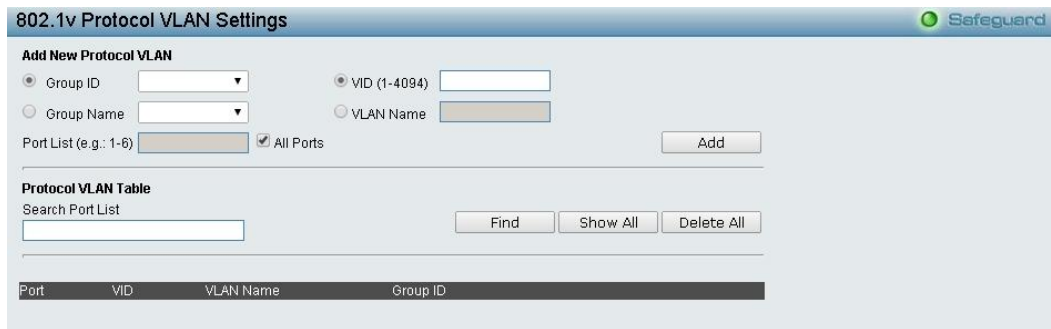 802.1v Protocol VLAN Settings
Safeguard
Add New Protocol VLAN
Group ID VID (1-4094)
Group Name VLAN Name
Port List (e.g.: 1-6) All Ports Add
Protocol VLAN Table
Search Port List
Find Show All Delete All
Port VID VLAN Name Group ID